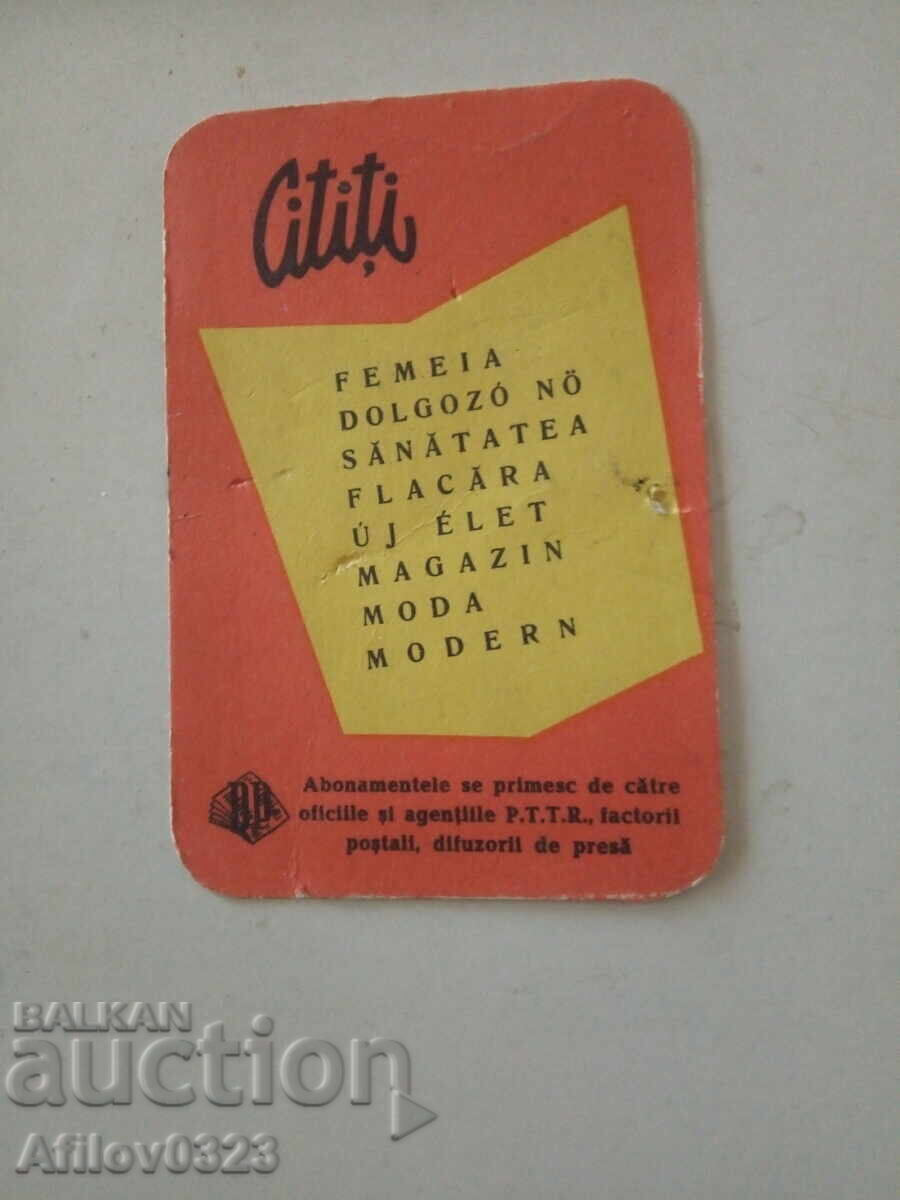 Citiți
FEMEIA
DOLGOZÓ NÖ
SĂNĂTATEA
FLACĂRA
ÚJ ÉLET
MAGAZIN
MODA
MODERN
Abonamentele se primesc de către
oficiile și agențiile P.T.T.R., factorii
poștali, difuzorii de presă
BALKAN
auction
Afilov0323